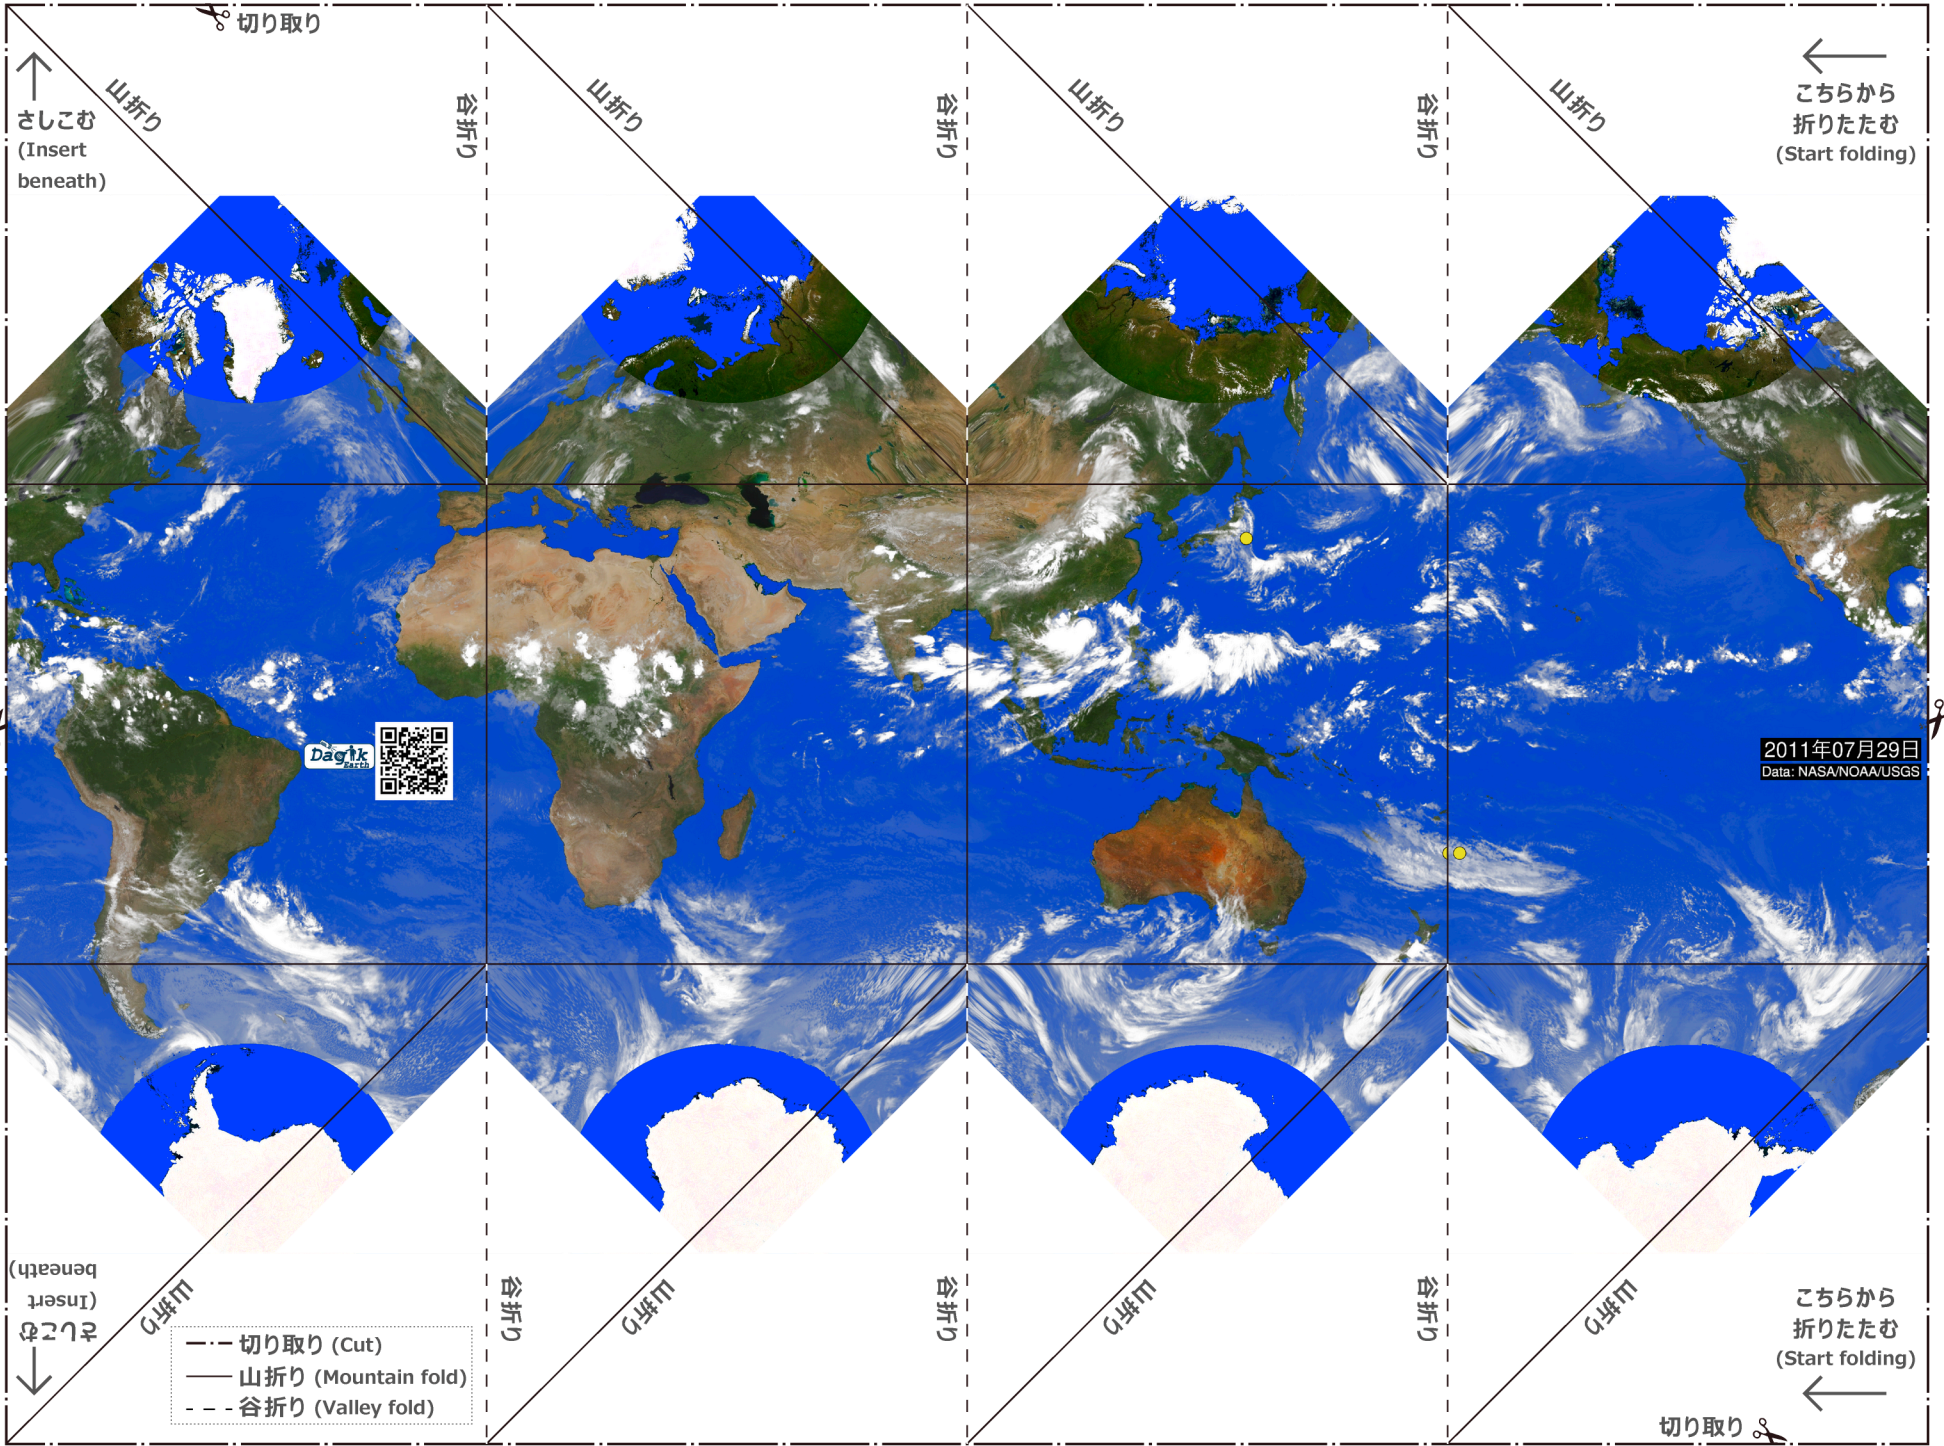 切り取り
さしこむ
(Insert
beneath)
山折り
谷折り
山折り
谷折り
山折り
谷折り
山折り
こちらから
折りたたむ
(Start folding)
Dagik
Earth
2011年07月29日
Data: NASA/NOAA/USGS
さしこむ
(Insert
beneath)
山折り
谷折り
山折り
谷折り
山折り
谷折り
山折り
こちらから
折りたたむ
(Start folding)
切り取り (Cut)
山折り (Mountain fold)
谷折り (Valley fold)
切り取り